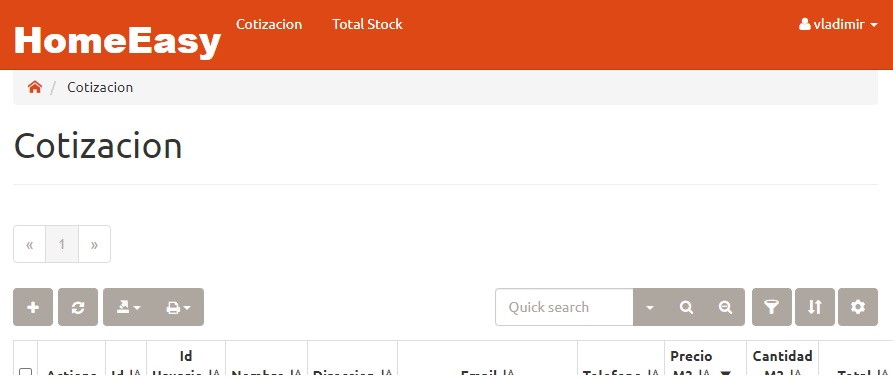 HomeEasy
Cotizacion
Total Stock
vladimir
/ Cotizacion
Cotizacion
« 1 »
Quick search
Id Precio Cantidad
Actions Id Usuario Nombre Direccion Email Telefono M2 M2 Total